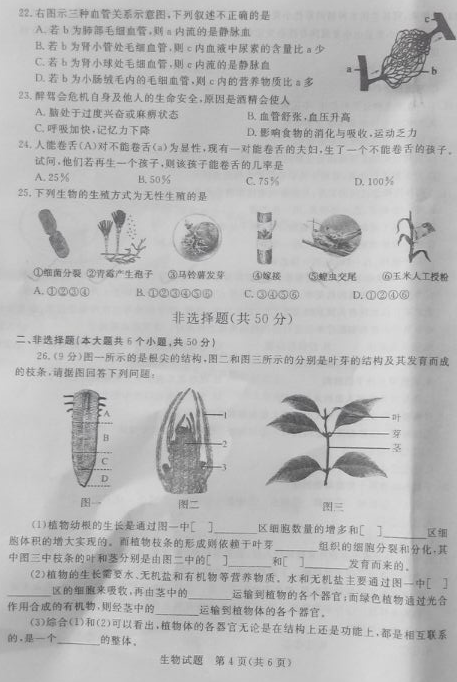 22. 右图示三种血管关系示意图,下列叙述不正确的是
A. 若 b 为肺部毛细血管,则 a 内流的是静脉血
B. 若 b 为肾小管处毛细血管,则 c 内血液中尿素的含量比 a 少
C. 若 b 为肾小球处毛细血管,则 c 内流的是静脉血
D. 若 b 为小肠绒毛内的毛细血管,则 c 内的营养物质比 a 多
c
a
b
23. 醉驾会危机自身及他人的生命安全,原因是酒精会使人
A. 脑处于过度兴奋或麻痹状态 B. 血管舒张,血压升高
C. 呼吸加快,记忆力下降 D. 影响食物的消化与吸收,运动乏力
24. 人能卷舌(A)对不能卷舌(a)为显性,现有一对能卷舌的夫妇,生了一个不能卷舌的孩子。
试问,他们若再生一个孩子,则该孩子能卷舌的几率是
A. 25% B. 50% C. 75% D. 100%
25. 下列生物的生殖方式为无性生殖的是
①细菌分裂 ②青霉产生孢子 ③马铃薯发芽 ④嫁接 ⑤蝗虫交尾 ⑥玉米人工授粉
A. ①②③④ B. ①②③④⑤⑥ C. ③④⑤⑥ D. ①②④⑥
非选择题(共 50 分)
二、非选择题(本大题共 6 个小题,共 50 分)
26. (9 分)图一所示的是根尖的结构,图二和图三所示的分别是叶芽的结构及其发育而成
的枝条,请据图回答下列问题:
A
B
C
D
1
2
3
叶
芽
茎
图一 图二 图三
(1)植物幼根的生长是通过图一中[ ]______区细胞数量的增多和[ ]______区细
胞体积的增大实现的。而植物枝条的形成则依赖于叶芽______组织的细胞分裂和分化,其
中图三中枝条的叶和茎分别是由图二中的[ ]______和[ ]______发育而来的。
(2)植物的生长需要水、无机盐和有机物等营养物质。水和无机盐主要通过图一中[ ]
______区的细胞来吸收,再由茎中的______运输到植物的各个器官;而绿色植物通过光合
作用合成的有机物,则经茎中的______运输到植物体的各个器官。
(3)综合(1)和(2)可以看出,植物体的各器官无论是在结构上还是功能上,都是相互联系
的,是一个______的整体。
生物试题 第 4 页(共 6 页)